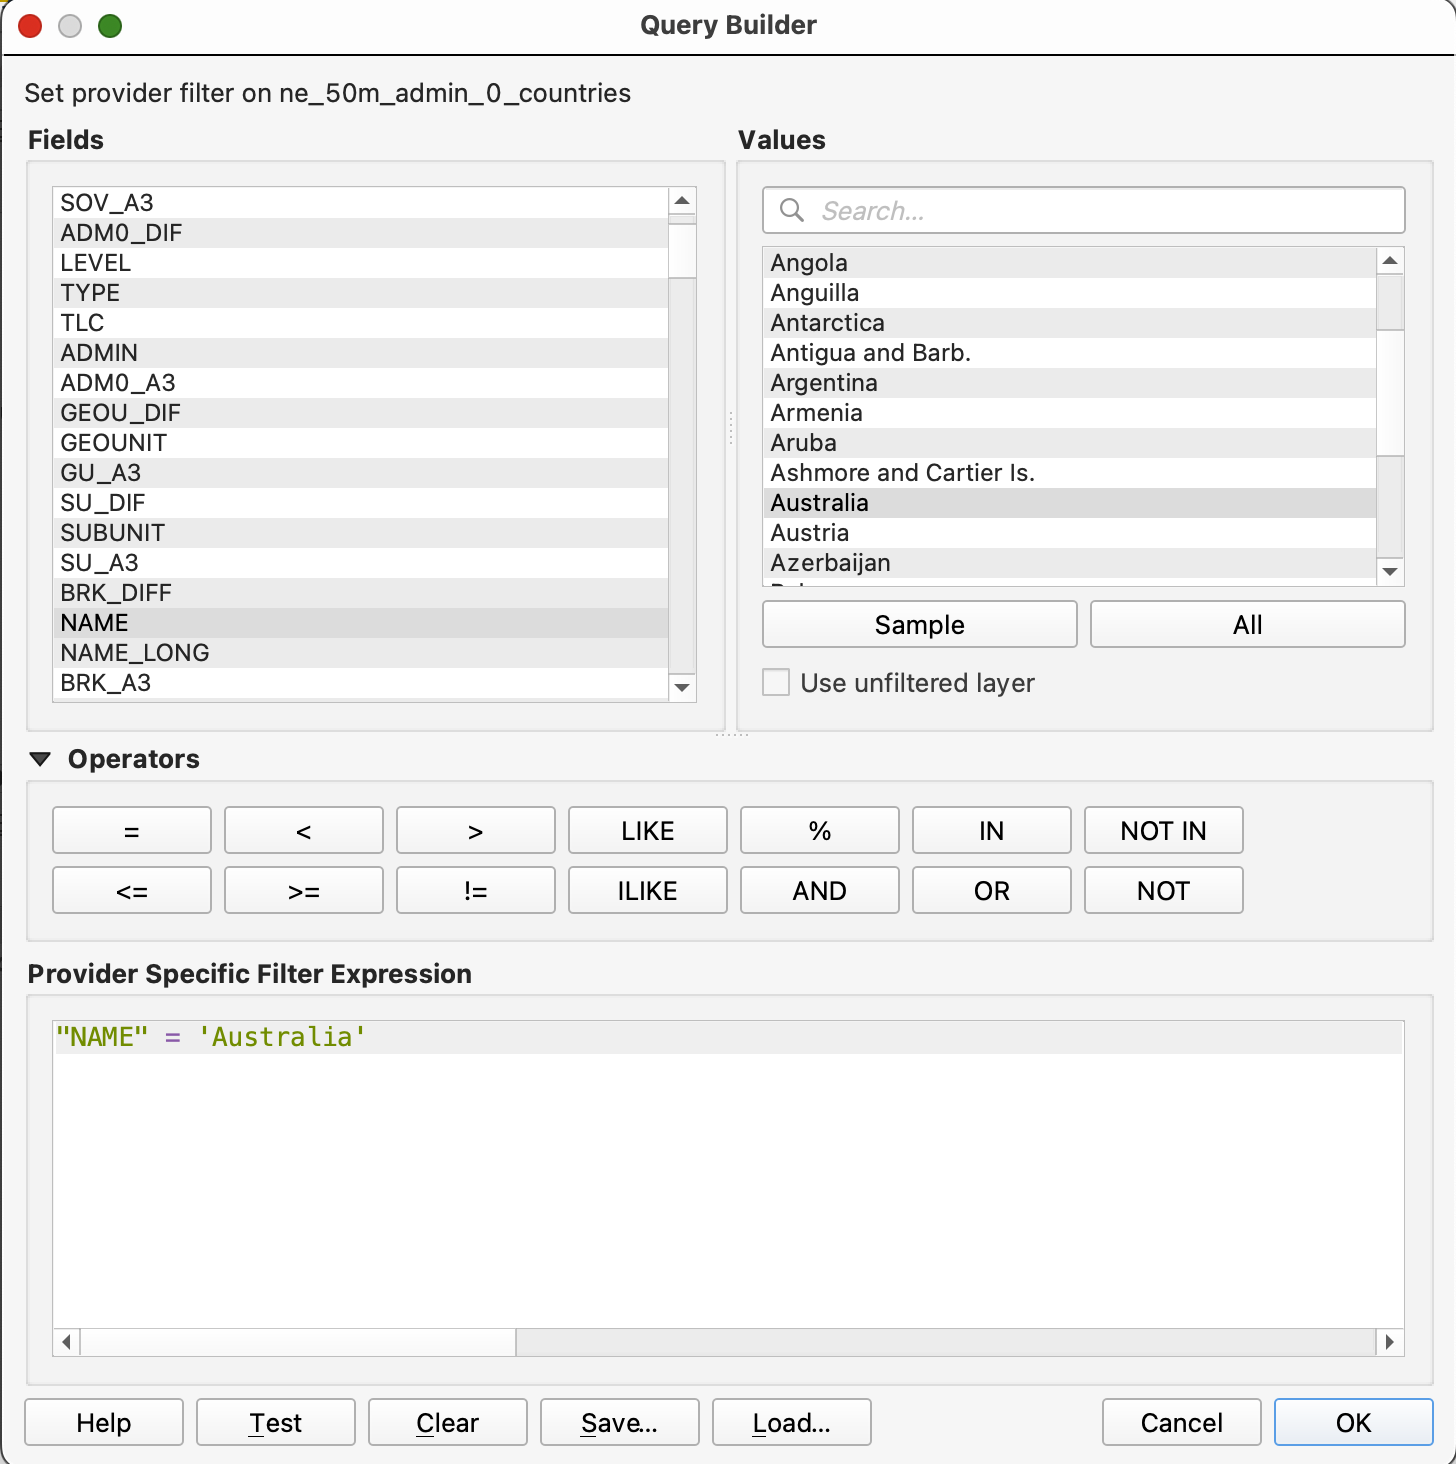 Query Builder
Set provider filter on ne_50m_admin_0_countries
Fields
SOV_A3
ADM0_DIF
LEVEL
TYPE
TLC
ADMIN
ADM0_A3
GEOU_DIF
GEOUNIT
GU_A3
SU_DIF
SUBUNIT
SU_A3
BRK_DIFF
NAME
NAME_LONG
BRK_A3
Values
Search...
Angola
Anguilla
Antarctica
Antigua and Barb.
Argentina
Armenia
Aruba
Ashmore and Cartier Is.
Australia
Austria
Azerbaijan
Sample All
Use unfiltered layer
Operators
= < > LIKE % IN NOT IN
<= >= != ILIKE AND OR NOT
Provider Specific Filter Expression
"NAME" = 'Australia'
Help Test Clear Save... Load... Cancel OK